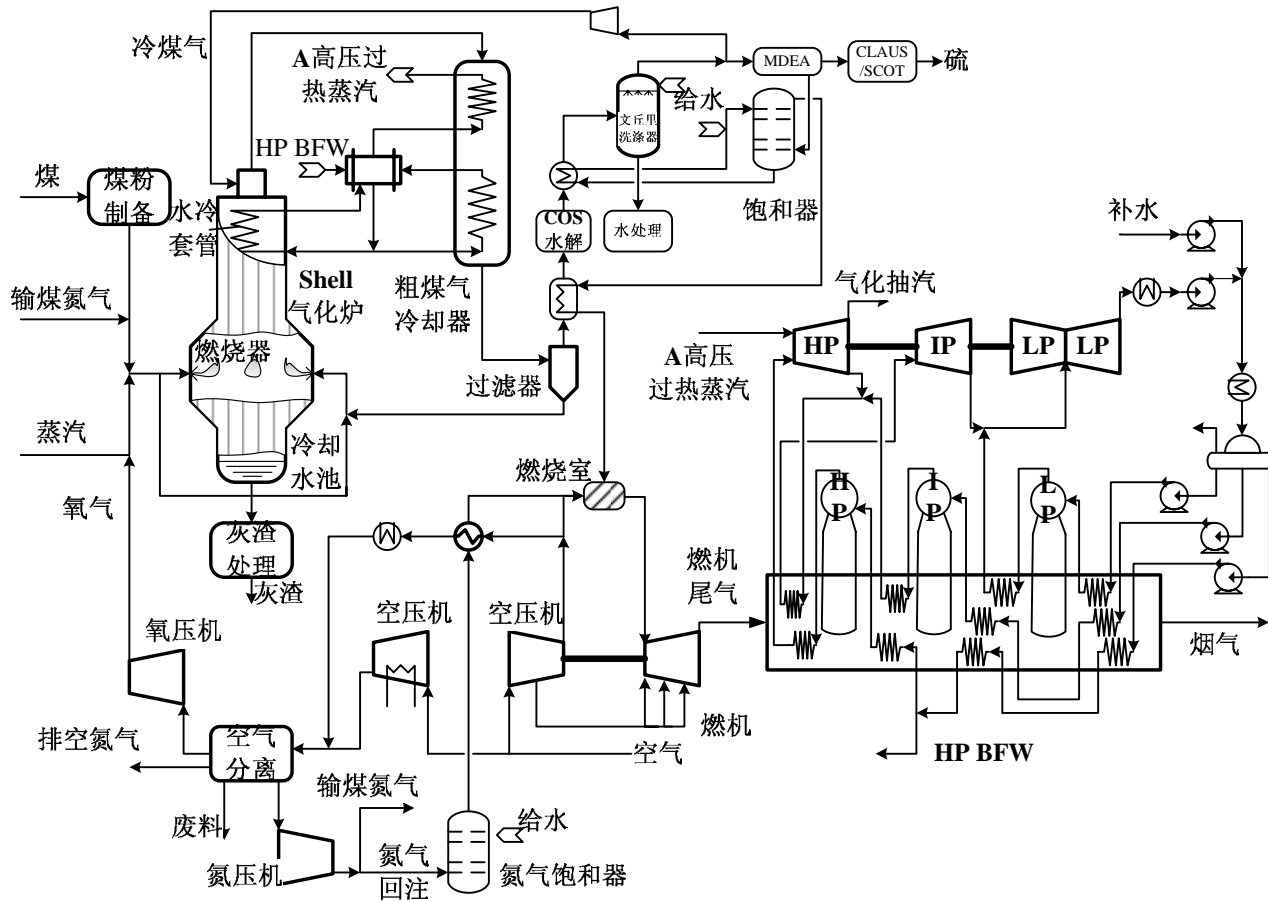 冷煤气
A高压过
热蒸汽
HP BFW
煤
煤粉
制备
水冷
套管
Shell
气化炉
输煤氮气
燃烧器
蒸汽
冷却
水池
氧气
灰渣
处理
灰渣
粗煤气
冷却器
过滤器
MDEA
CLAUS
/SCOT
硫
给水
文丘里
洗涤器
饱和器
COS
水解
水处理
补水
气化抽汽
HP
IP
LP
LP
A高压
过热蒸汽
燃烧室
H
P
I
P
L
P
燃机
尾气
烟气
HP BFW
氧压机
空压机
空压机
燃机
空气
排空氮气
空气
分离
输煤氮气
废料
氮压机
氮气
回注
给水
氮气饱和器